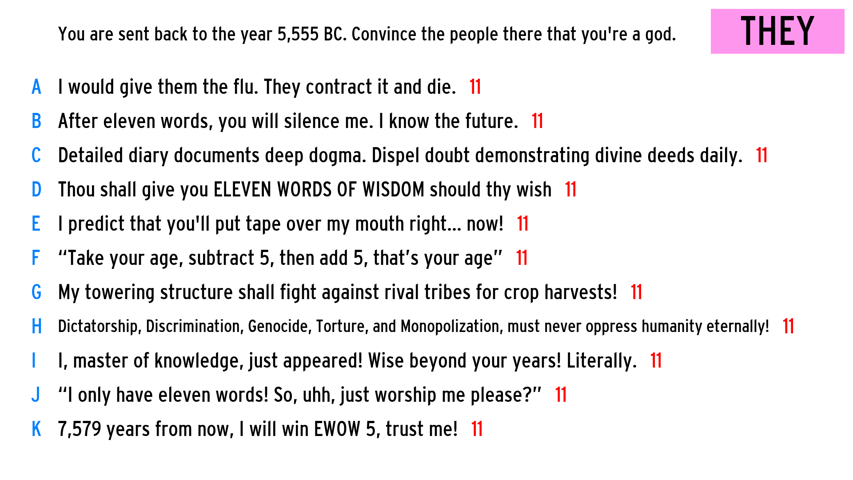 You are sent back to the year 5,555 BC. Convince the people there that you're a god.
THEY
A I would give them the flu. They contract it and die. 11
B After eleven words, you will silence me. I know the future. 11
C Detailed diary documents deep dogma. Dispel doubt demonstrating divine deeds daily. 11
D Thou shall give you ELEVEN WORDS OF WISDOM should thy wish 11
E I predict that you'll put tape over my mouth right... now! 11
F “Take your age, subtract 5, then add 5, that’s your age” 11
G My towering structure shall fight against rival tribes for crop harvests! 11
H Dictatorship, Discrimination, Genocide, Torture, and Monopolization, must never oppress humanity eternally! 11
I I, master of knowledge, just appeared! Wise beyond your years! Literally. 11
J “I only have eleven words! So, uhh, just worship me please?” 11
K 7,579 years from now, I will win EWOW 5, trust me! 11